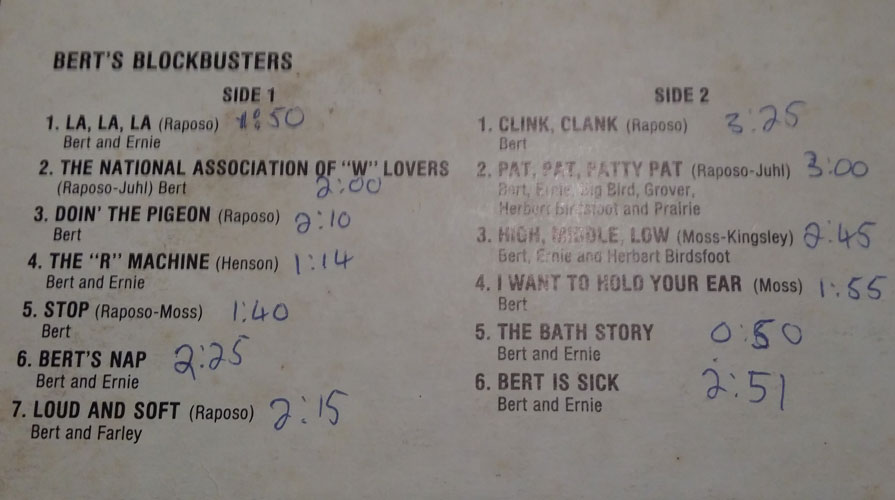 BERT'S BLOCKBUSTERS
SIDE 1
1. LA, LA, LA (Raposo) 1:50
Bert and Ernie
2. THE NATIONAL ASSOCIATION OF "W" LOVERS
(Raposo-Juhl) Bert 2:00
3. DOIN' THE PIGEON (Raposo) 2:10
Bert
4. THE "R" MACHINE (Henson) 1:14
Bert and Ernie
5. STOP (Raposo-Moss) 1:40
Bert
6. BERT'S NAP 2:25
Bert and Ernie
7. LOUD AND SOFT (Raposo) 2:15
Bert and Farley
SIDE 2
1. CLINK, CLANK (Raposo) 3:25
Bert
2. PAT, PAT, PATTY PAT (Raposo-Juhl) 3:00
Bert, Ernie, Big Bird, Grover,
Herbert Birdsfoot and Prairie
3. HIGH, MIDDLE, LOW (Moss-Kingsley) 2:45
Bert, Ernie and Herbart Birdsfoot
4. I WANT TO HOLD YOUR EAR (Moss) 1:55
Bert
5. THE BATH STORY 0:50
Bert and Ernie
6. BERT IS SICK 2:51
Bert and Ernie